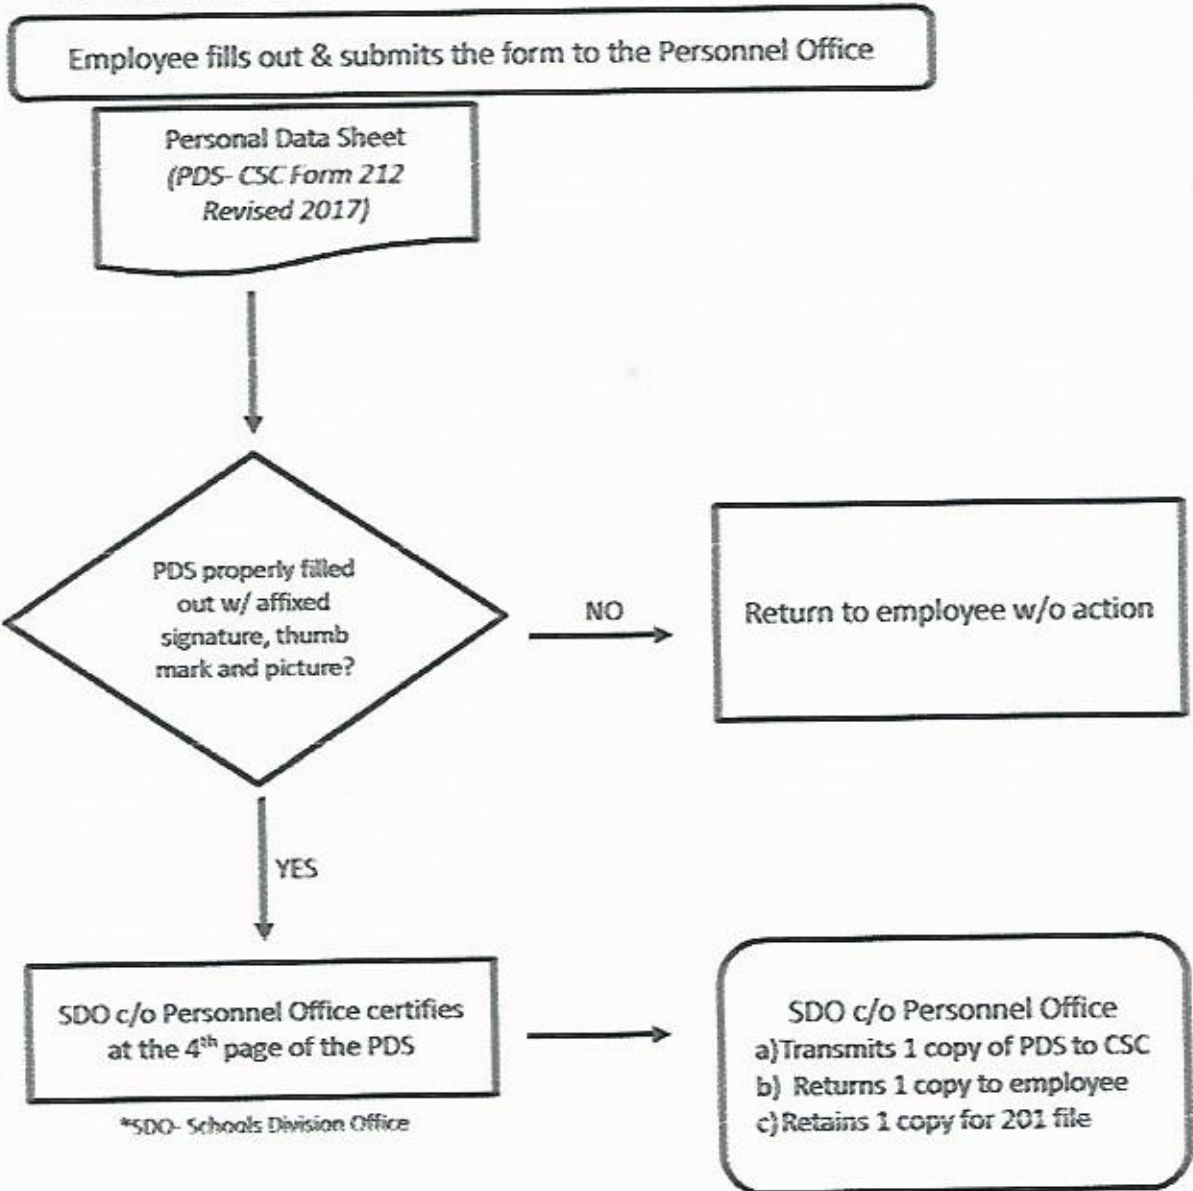 Employee fills out & submits the form to the Personnel Office
Personal Data Sheet
(PDS- CSC Form 212
Revised 2017)
PDS properly filled
out w/ affixed
signature, thumb
mark and picture?
NO
Return to employee w/o action
YES
SDO c/o Personnel Office certifies
at the 4th page of the PDS
*SDO- Schools Division Office
SDO c/o Personnel Office
a)Transmits 1 copy of PDS to CSC
b) Returns 1 copy to employee
c)Retains 1 copy for 201 file